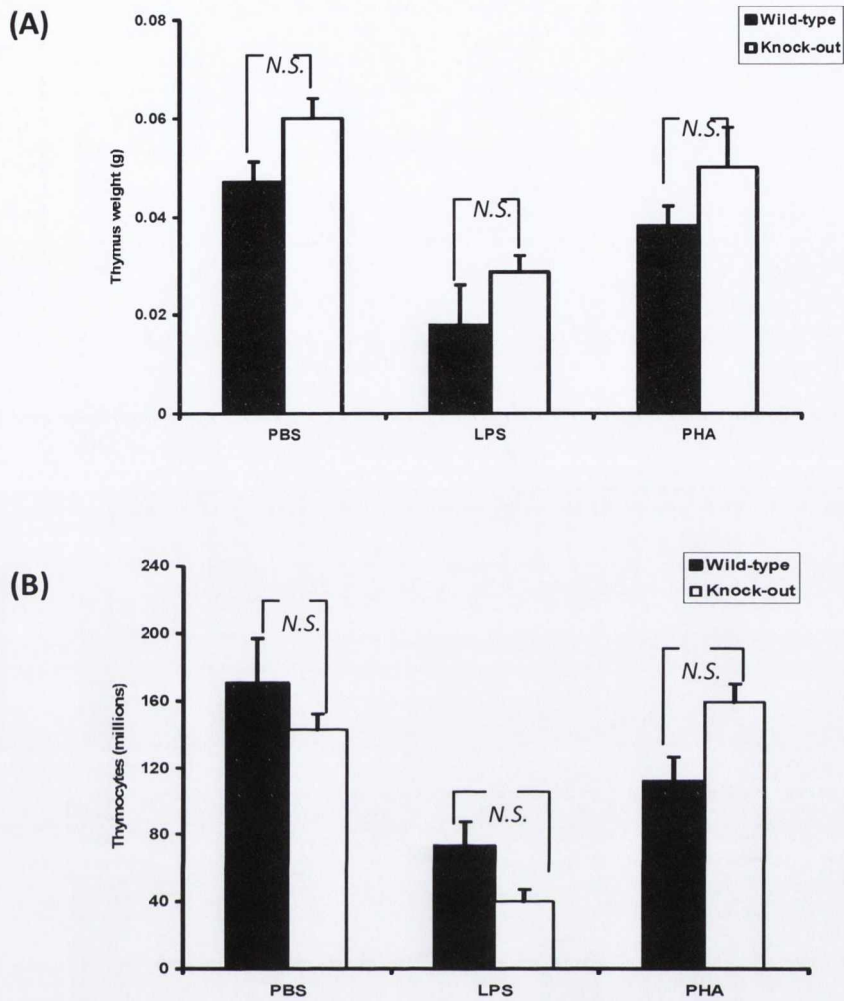 (A)
Wild-type
Knock-out
0.08
0.06
0.04
0.02
0
Thymus weight (g)
N.S.
N.S.
N.S.
PBS LPS PHA
(B)
Wild-type
Knock-out
240
200
160
120
80
40
0
Thymocytes (millions)
N.S.
N.S.
N.S.
PBS LPS PHA